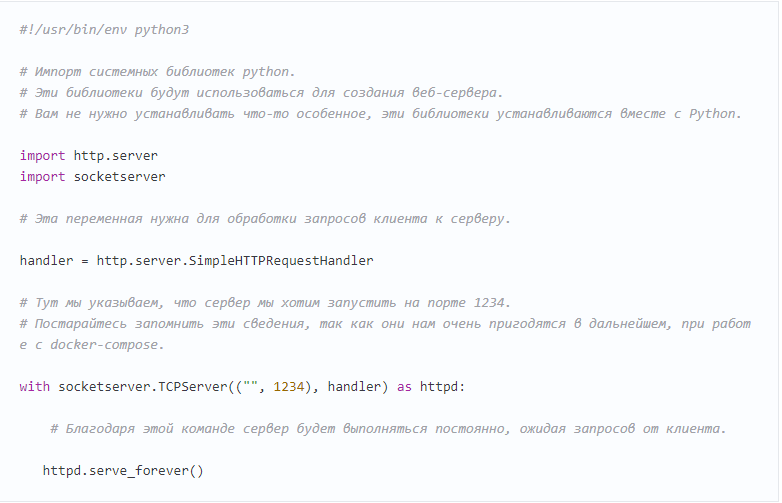 #!/usr/bin/env python3
# Импорт системных библиотек python.
# Эти библиотеки будут использоваться для создания веб-сервера.
# Вам не нужно устанавливать что-то особенное, эти библиотеки устанавливаются вместе с Python.
import http.server
import socketserver
# Эта переменная нужна для обработки запросов клиента к серверу.
handler = http.server.SimpleHTTPRequestHandler
# Тут мы указываем, что сервер мы хотим запустить на порте 1234.
# Постарайтесь запомнить эти сведения, так как они нам очень пригодятся в дальнейшем, при работ
е с docker-compose.
with socketserver.TCPServer(("", 1234), handler) as httpd:
    # Благодаря этой команде сервер будет выполняться постоянно, ожидая запросов от клиента.
   httpd.serve_forever()